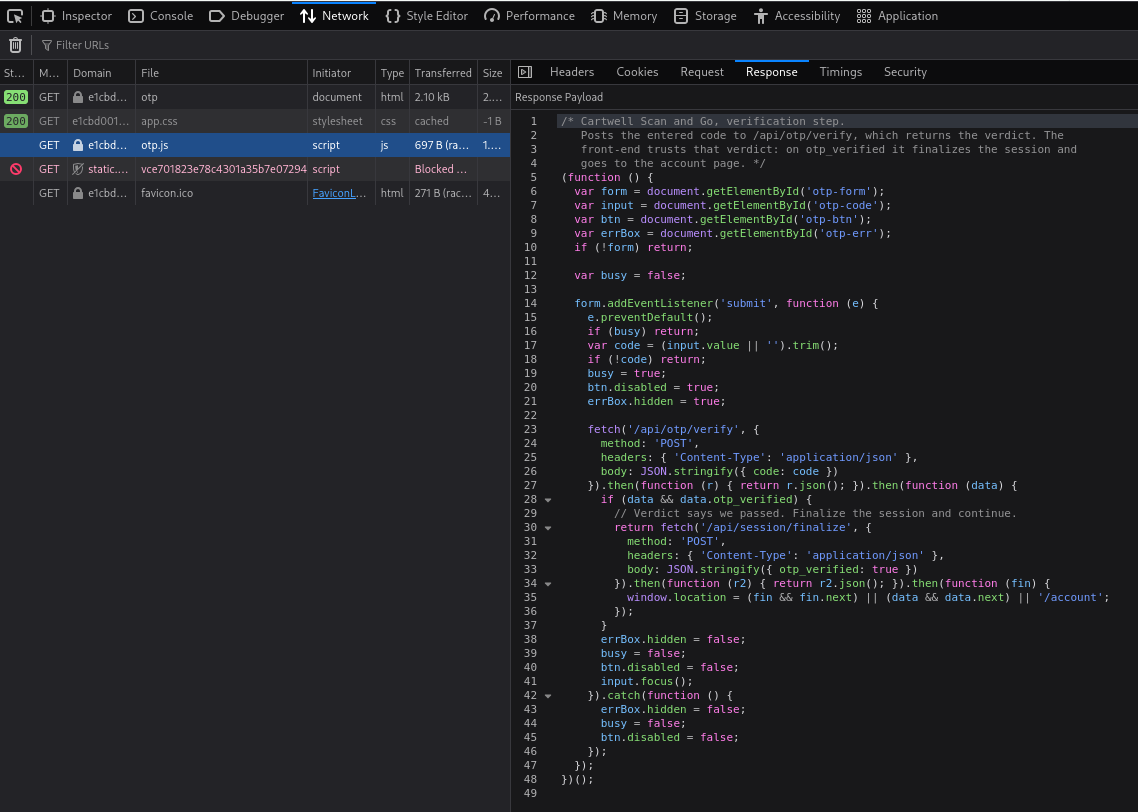 Inspector Console Debugger Network Style Editor Performance Memory Storage Accessibility Application
Filter URLs
St... M... Domain File Initiator Type Transferred Size
200 GET e1cbd... otp document html 2.10 kB 2....
200 GET e1cbd001... app.css stylesheet css cached -1 B
GET e1cbd... otp.js script js 697 B (ra... 1....
GET static.... vce701823e78c4301a35b7e07294 script Blocked ...
GET e1cbd... favicon.ico FaviconL... html 271 B (rac... 4....
Headers Cookies Request Response Timings Security
Response Payload
1 /* Cartwell Scan and Go, verification step.
2 Posts the entered code to /api/otp/verify, which returns the verdict. The
3 front-end trusts that verdict: on otp_verified it finalizes the session and
4 goes to the account page. */
5 (function () {
6 var form = document.getElementById('otp-form');
7 var input = document.getElementById('otp-code');
8 var btn = document.getElementById('otp-btn');
9 var errBox = document.getElementById('otp-err');
10 if (!form) return;
11
12 var busy = false;
13
14 form.addEventListener('submit', function (e) {
15 e.preventDefault();
16 if (busy) return;
17 var code = (input.value || '').trim();
18 if (!code) return;
19 busy = true;
20 btn.disabled = true;
21 errBox.hidden = true;
22
23 fetch('/api/otp/verify', {
24 method: 'POST',
25 headers: { 'Content-Type': 'application/json' },
26 body: JSON.stringify({ code: code })
27 }).then(function (r) { return r.json(); }).then(function (data) {
28 if (data && data.otp_verified) {
29 // Verdict says we passed. Finalize the session and continue.
30 return fetch('/api/session/finalize', {
31 method: 'POST',
32 headers: { 'Content-Type': 'application/json' },
33 body: JSON.stringify({ otp_verified: true })
34 }).then(function (r2) { return r2.json(); }).then(function (fin) {
35 window.location = (fin && fin.next) || (data && data.next) || '/account';
36 });
37 }
38 errBox.hidden = false;
39 busy = false;
40 btn.disabled = false;
41 input.focus();
42 }).catch(function () {
43 errBox.hidden = false;
44 busy = false;
45 btn.disabled = false;
46 });
47 });
48 })();
49